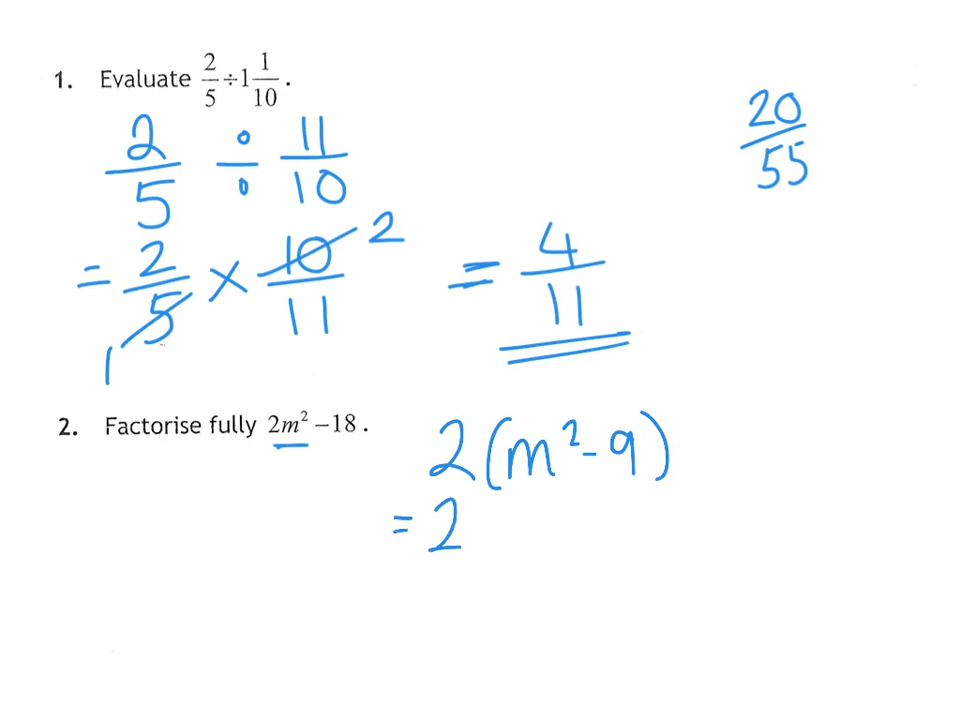 1. Evaluate 2/5 ÷ 1 1/10 .
20/55
2/5 ÷ 11/10
= 2/5 × 10/11 2 = 4/11
1
2. Factorise fully 2m² − 18 .
2(m² - 9)
= 2